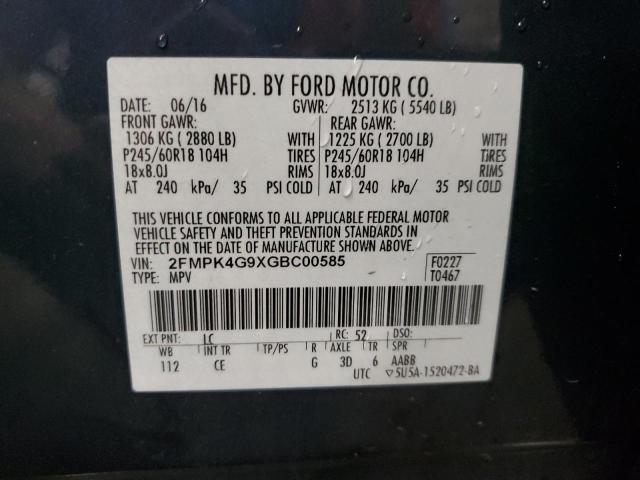 MFD. BY FORD MOTOR CO.
DATE: 06/16 GVWR: 2513 KG ( 5540 LB)
FRONT GAWR: REAR GAWR:
1306 KG ( 2880 LB) WITH 1225 KG ( 2700 LB) WITH
P245/60R18 104H TIRES P245/60R18 104H TIRES
18x8.0J RIMS 18x8.0J RIMS
AT 240 kPa/ 35 PSI COLD AT 240 kPa/ 35 PSI COLD
THIS VEHICLE CONFORMS TO ALL APPLICABLE FEDERAL MOTOR
VEHICLE SAFETY AND THEFT PREVENTION STANDARDS IN
EFFECT ON THE DATE OF MANUFACTURE SHOWN ABOVE.
VIN: 2FMPK4G9XGBC00585 F0227
TYPE: MPV T0467
EXT PNT: LC RC: 52 DSO:
WB INT TR TP/PS R AXLE TR SPR
112 CE G 3D 6 AABB
UTC ▽5U5A-1520472-BA